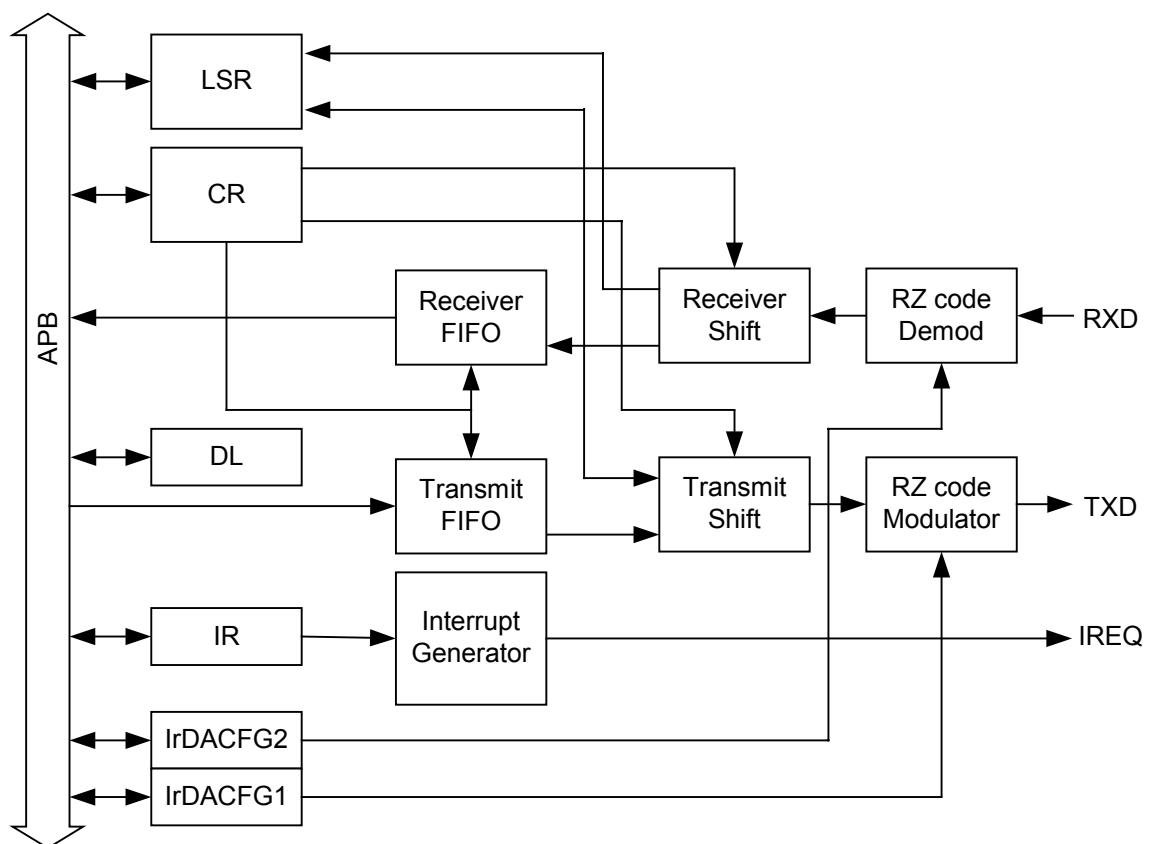 APB
LSR
CR
Receiver
FIFO
Receiver
Shift
RZ code
Demod
RXD
DL
Transmit
FIFO
Transmit
Shift
RZ code
Modulator
TXD
IR
Interrupt
Generator
IREQ
IrDACFG2
IrDACFG1